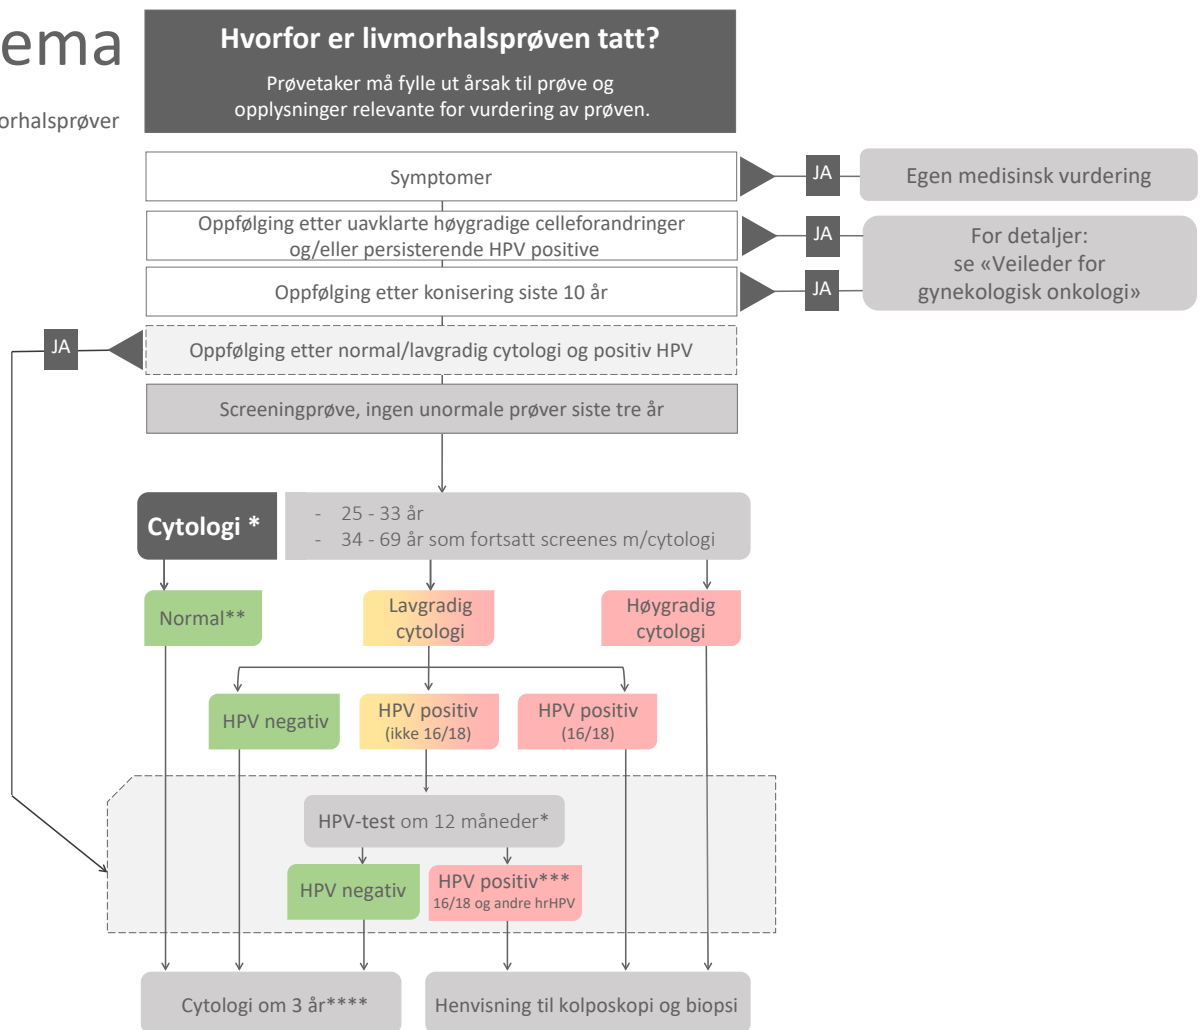 ema
orhalsprøver
Hvorfor er livmorhalsprøven tatt?
Prøvetaker må fylle ut årsak til prøve og
opplysninger relevante for vurdering av prøven.
Symptomer
JA
Egen medisinsk vurdering
Oppfølging etter uavklarte høygradige celleforandringer
og/eller persisterende HPV positive
JA
For detaljer:
se «Veileder for
gynekologisk onkologi»
Oppfølging etter konisering siste 10 år
JA
JA
Oppfølging etter normal/lavgradig cytologi og positiv HPV
Screeningprøve, ingen unormale prøver siste tre år
Cytologi *
- 25 - 33 år
- 34 - 69 år som fortsatt screenes m/cytologi
Normal**
Lavgradig
cytologi
Høygradig
cytologi
HPV negativ
HPV positiv
(ikke 16/18)
HPV positiv
(16/18)
HPV-test om 12 måneder*
HPV negativ
HPV positiv***
16/18 og andre hrHPV
Cytologi om 3 år****
Henvisning til kolposkopi og biopsi